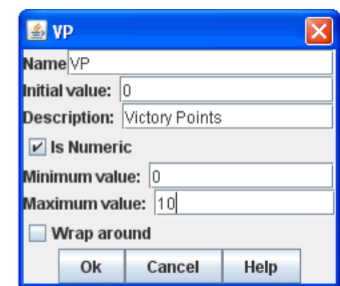 VP
Name VP
Initial value: 0
Description: Victory Points
Is Numeric
Minimum value: 0
Maximum value: 10
Wrap around
Ok Cancel Help